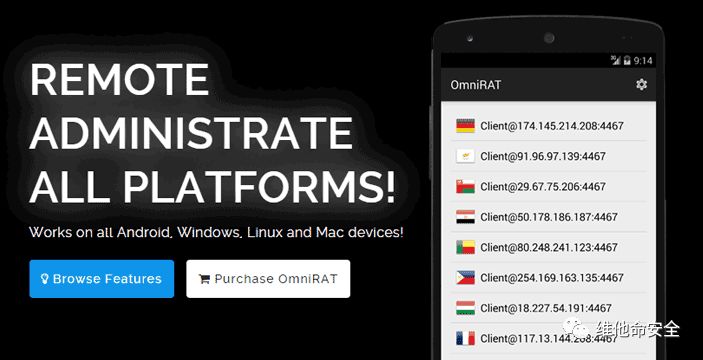 REMOTE
ADMINISTRATE
ALL PLATFORMS!
Works on all Android, Windows, Linux and Mac devices!
Browse Features
Purchase OmniRAT
9:14
OmniRAT
Client@174.145.214.208:4467
Client@91.96.97.139:4467
Client@29.67.75.206:4467
Client@50.178.186.187:4467
Client@80.248.241.123:4467
Client@254.169.163.135:4467
Client@18.227.54.191:4467
Client@117.13.144.208:4467
维他命安全